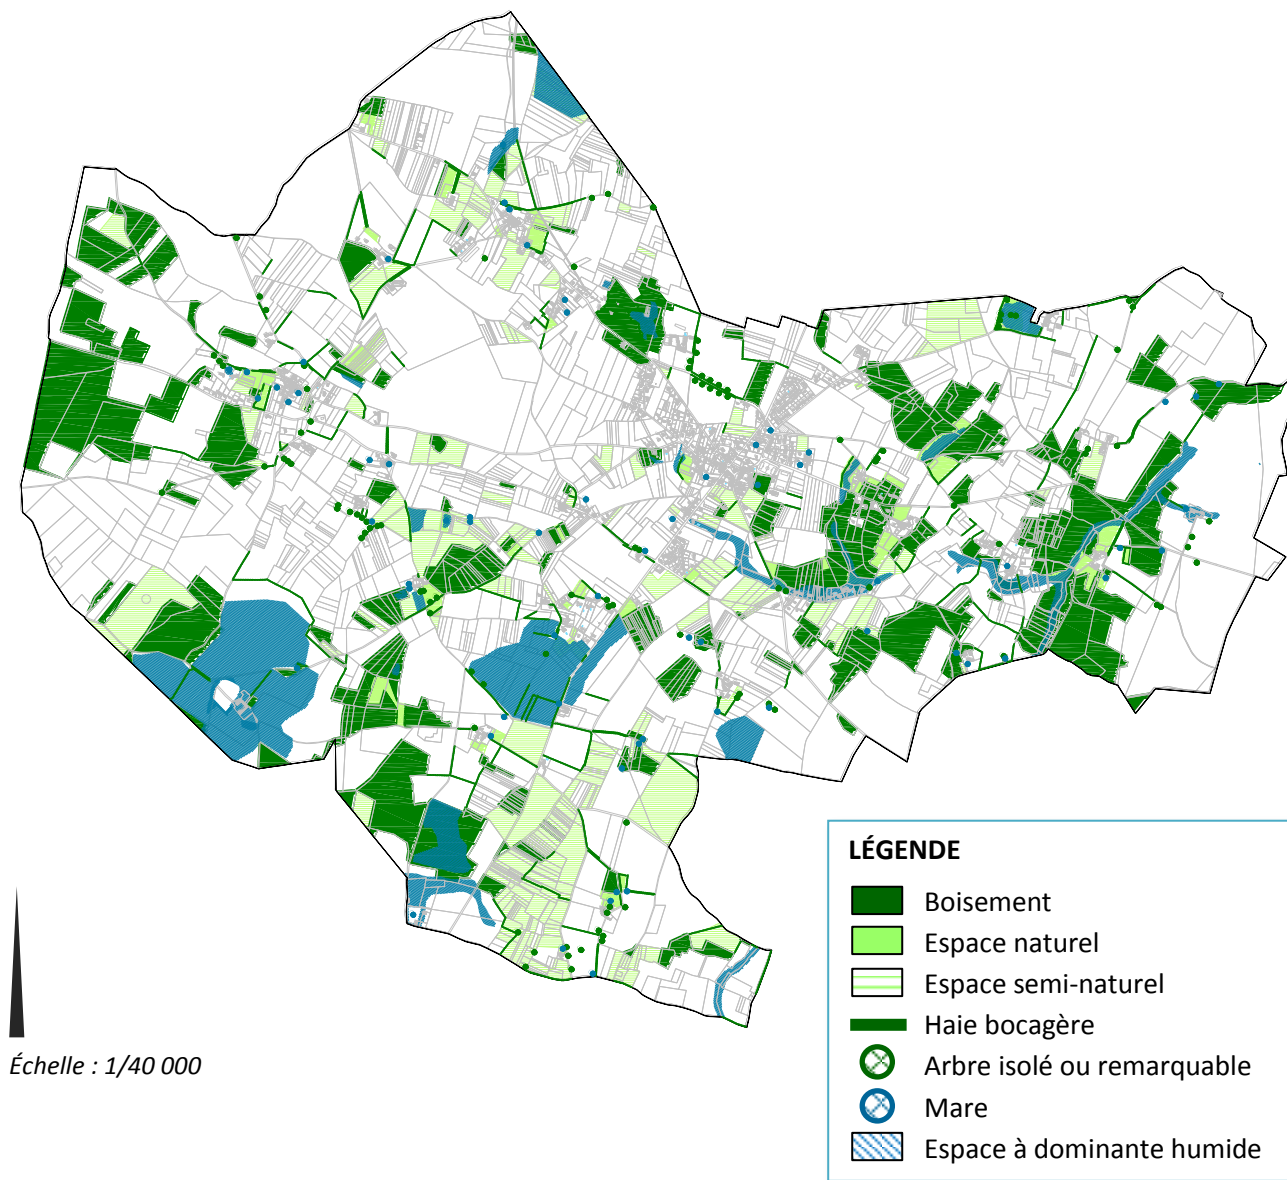 LÉGENDE
Boisement
Espace naturel
Espace semi-naturel
Haie bocagère
Arbre isolé ou remarquable
Mare
Espace à dominante humide
Échelle : 1/40 000